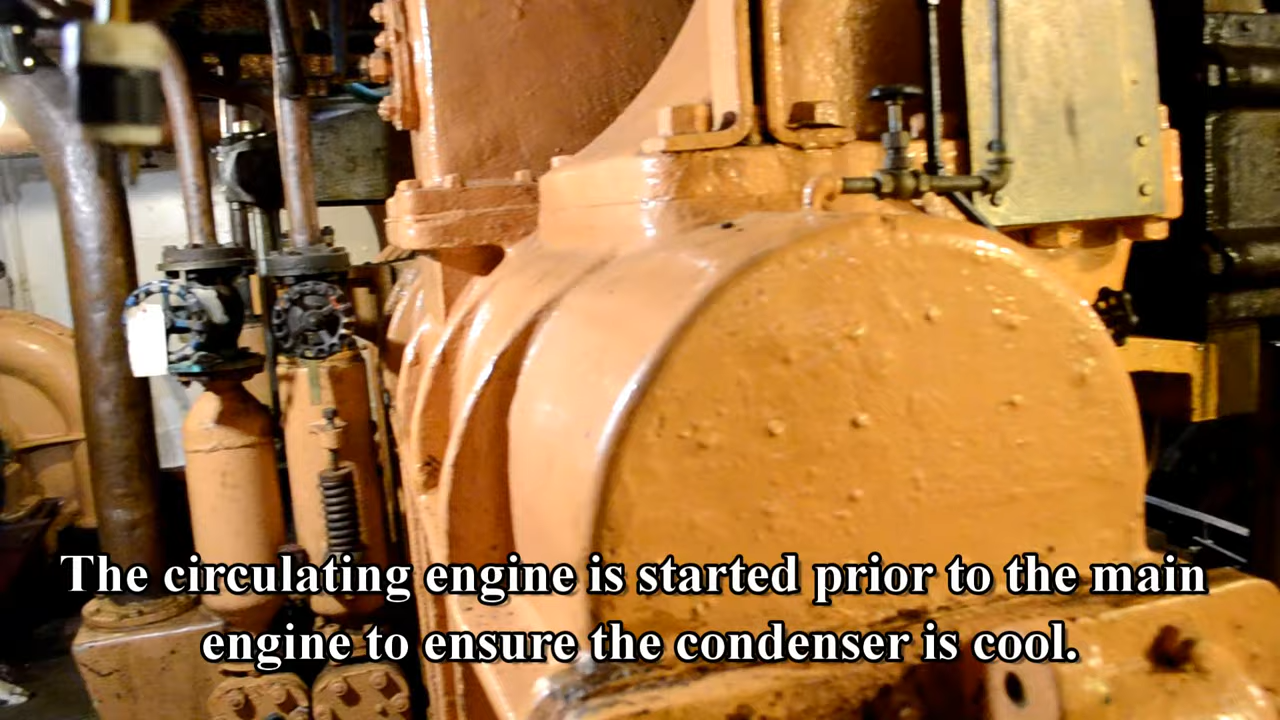 The circulating engine is started prior to the main
engine to ensure the condenser is cool.